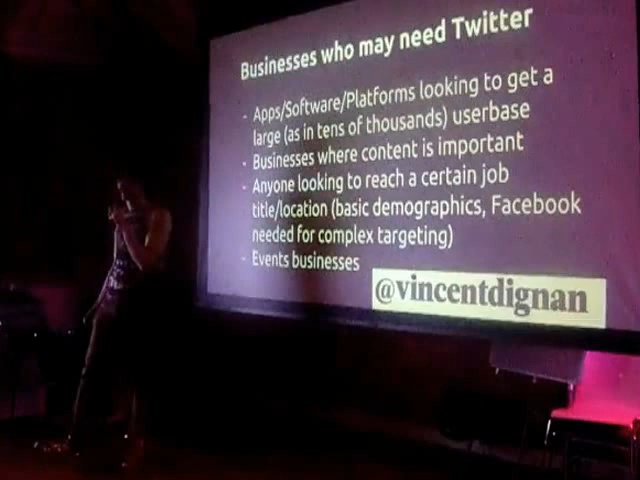 Businesses who may need Twitter
- Apps/Software/Platforms looking to get a
large (as in tens of thousands) userbase
- Businesses where content is important
- Anyone looking to reach a certain job
title/location (basic demographics, Facebook
needed for complex targeting)
- Events businesses
@vincentdignan